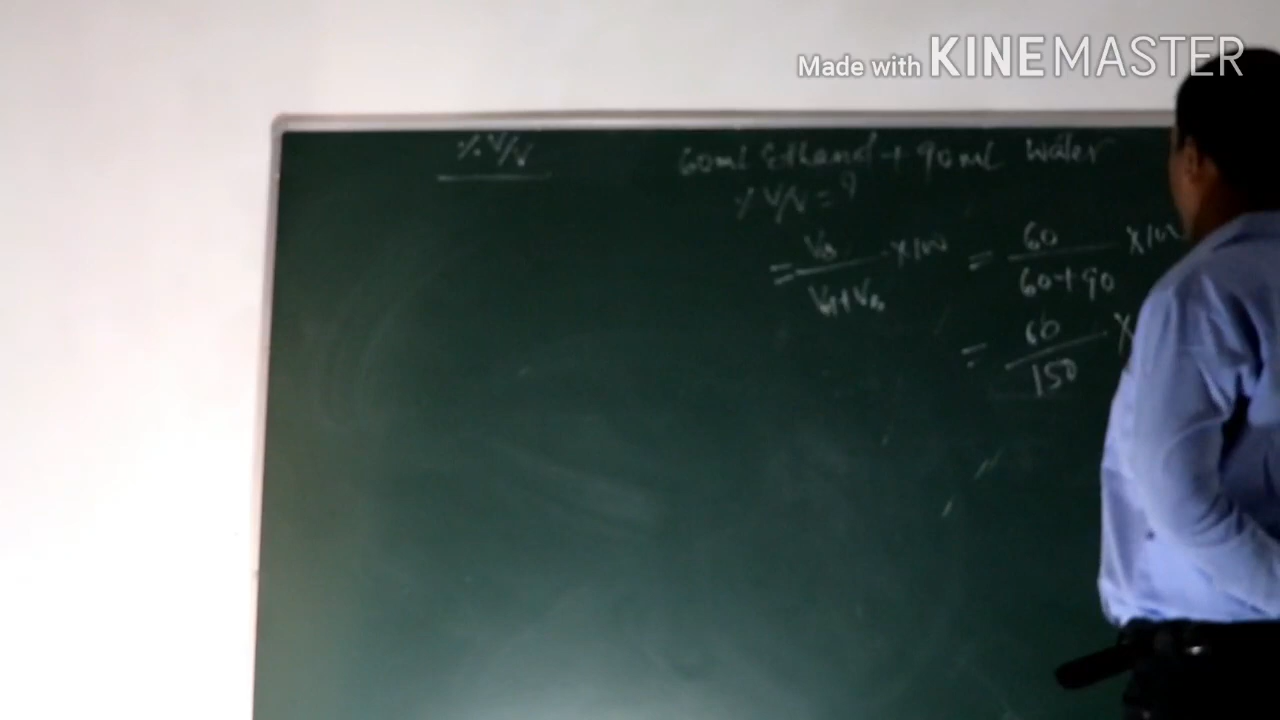 Made with KINEMASTER
% V/V
60ml Ethanol + 90ml water
% V/V = ?
= VB / VA+VB X100 = 60 / 60+90 X100
= 60 / 150 X